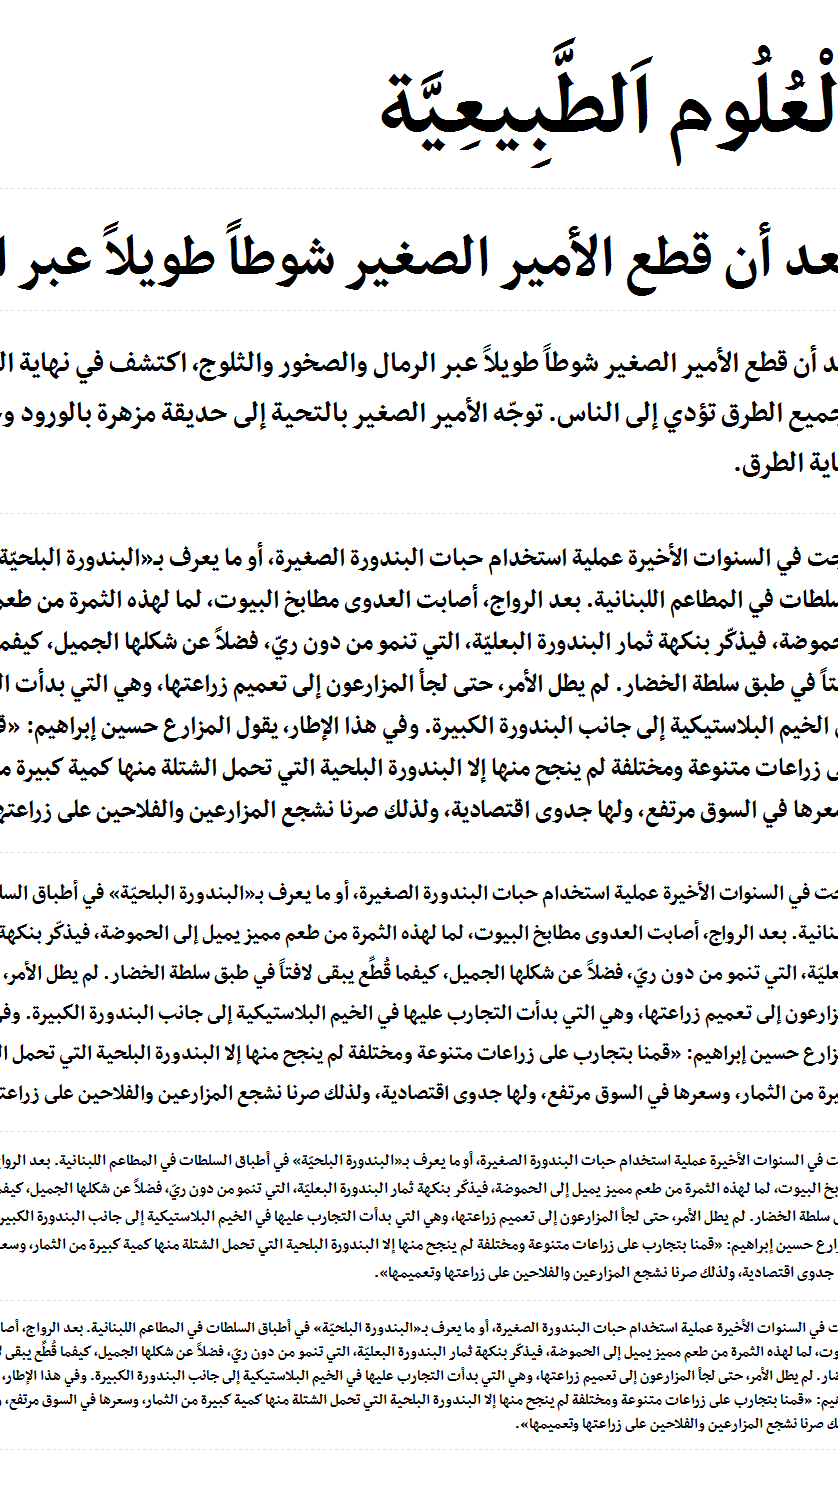 لْعُلُوم اَلطَّبِيعِيَّة
عد أن قطع الأمير الصغير شوطاً طويلاً عبر ا
د أن قطع الأمير الصغير شوطاً طويلاً عبر الرمال والصخور والثلوج، اكتشف في نهاية ال
جميع الطرق تؤدي إلى الناس. توجّه الأمير الصغير بالتحية إلى حديقة مزهرة بالورود و
اية الطرق.
جت في السنوات الأخيرة عملية استخدام حبات البندورة الصغيرة، أو ما يعرف بـ«البندورة البلحيّة
سلطات في المطاعم اللبنانية. بعد الرواج، أصابت العدوى مطابخ البيوت، لما لهذه الثمرة من طعم
حموضة، فيذكّر بنكهة ثمار البندورة البعليّة، التي تنمو من دون ريّ، فضلاً عن شكلها الجميل، كيفما
تاً في طبق سلطة الخضار. لم يطل الأمر، حتى لجأ المزارعون إلى تعميم زراعتها، وهي التي بدأت ال
ي الخيم البلاستيكية إلى جانب البندورة الكبيرة. وفي هذا الإطار، يقول المزارع حسين إبراهيم: «ق
ى زراعات متنوعة ومختلفة لم ينجح منها إلا البندورة البلحية التي تحمل الشتلة منها كمية كبيرة م
سعرها في السوق مرتفع، ولها جدوى اقتصادية، ولذلك صرنا نشجع المزارعين والفلاحين على زراعته
جت في السنوات الأخيرة عملية استخدام حبات البندورة الصغيرة، أو ما يعرف بـ«البندورة البلحيّة» في أطباق السل
نانية. بعد الرواج، أصابت العدوى مطابخ البيوت، لما لهذه الثمرة من طعم مميز يميل إلى الحموضة، فيذكّر بنكهة
علیّة، التي تنمو من دون ريّ، فضلاً عن شكلها الجميل، كيفما قُطِّع يبقى لافتاً في طبق سلطة الخضار. لم يطل الأمر،
زارعون إلى تعميم زراعتها، وهي التي بدأت التجارب عليها في الخيم البلاستيكية إلى جانب البندورة الكبيرة. وفي
زارع حسين إبراهيم: «قمنا بتجارب على زراعات متنوعة ومختلفة لم ينجح منها إلا البندورة البلحية التي تحمل ال
يرة من الثمار، وسعرها في السوق مرتفع، ولها جدوى اقتصادية، ولذلك صرنا نشجع المزارعين والفلاحين على زراعت
ت في السنوات الأخيرة عملية استخدام حبات البندورة الصغيرة، أو ما يعرف بـ«البندورة البلحيّة» في أطباق السلطات في المطاعم اللبنانية. بعد الروا
بخ البيوت، لما لهذه الثمرة من طعم مميز يميل إلى الحموضة، فيذكّر بنكهة ثمار البندورة البعليّة، التي تنمو من دون ريّ، فضلاً عن شكلها الجميل، كيفم
ي سلطة الخضار. لم يطل الأمر، حتى لجأ المزارعون إلى تعميم زراعتها، وهي التي بدأت التجارب عليها في الخيم البلاستيكية إلى جانب البندورة الكبير
ارع حسين إبراهيم: «قمنا بتجارب على زراعات متنوعة ومختلفة لم ينجح منها إلا البندورة البلحية التي تحمل الشتلة منها كمية كبيرة من الثمار، وسع
جدوى اقتصادية، ولذلك صرنا نشجع المزارعين والفلاحين على زراعتها وتعميمها».
ت في السنوات الأخيرة عملية استخدام حبات البندورة الصغيرة، أو ما يعرف بـ«البندورة البلحيّة» في أطباق السلطات في المطاعم اللبنانية. بعد الرواج، أصا
وت، لما لهذه الثمرة من طعم مميز يميل إلى الحموضة، فيذكّر بنكهة ثمار البندورة البعليّة، التي تنمو من دون ريّ، فضلاً عن شكلها الجميل، كيفما قُطِّع يبقى ل
ضار. لم يطل الأمر، حتى لجأ المزارعون إلى تعميم زراعتها، وهي التي بدأت التجارب عليها في الخيم البلاستيكية إلى جانب البندورة الكبيرة. وفي هذا الإطار،
هيم: «قمنا بتجارب على زراعات متنوعة ومختلفة لم ينجح منها إلا البندورة البلحية التي تحمل الشتلة منها كمية كبيرة من الثمار، وسعرها في السوق مرتفع، و
ك صرنا نشجع المزارعين والفلاحين على زراعتها وتعميمها».